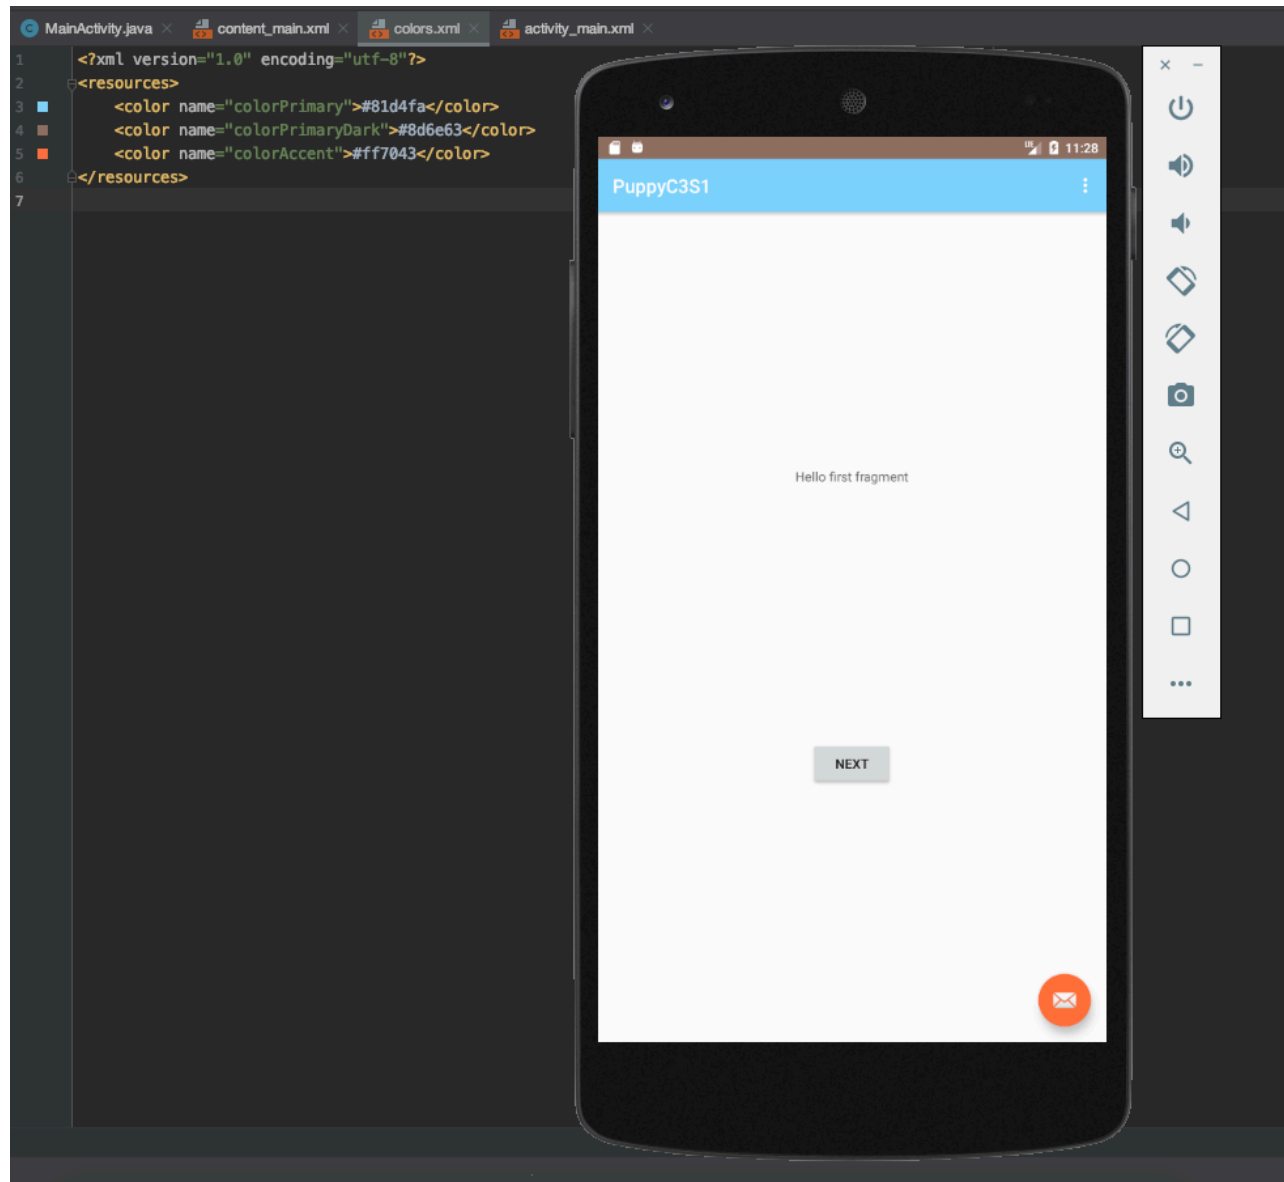 MainActivity.java content_main.xml colors.xml activity_main.xml
1 <?xml version="1.0" encoding="utf-8"?>
2 <resources>
3 <color name="colorPrimary">#81d4fa</color>
4 <color name="colorPrimaryDark">#8d6e63</color>
5 <color name="colorAccent">#ff7043</color>
6 </resources>
7
11:28
PuppyC3S1
Hello first fragment
NEXT